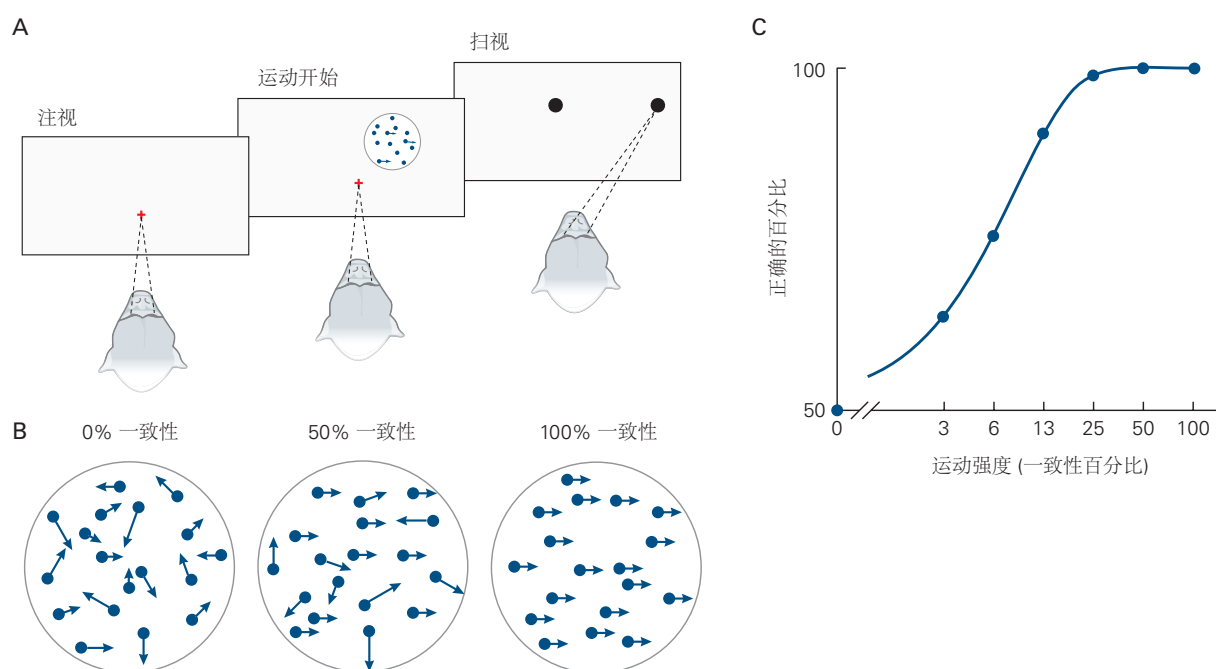 A
注视
运动开始
扫视
B
0% 一致性
50% 一致性
100% 一致性
C
正确的百分比
100
50
0
3
6
13
25
50
100
运动强度 (一致性百分比)